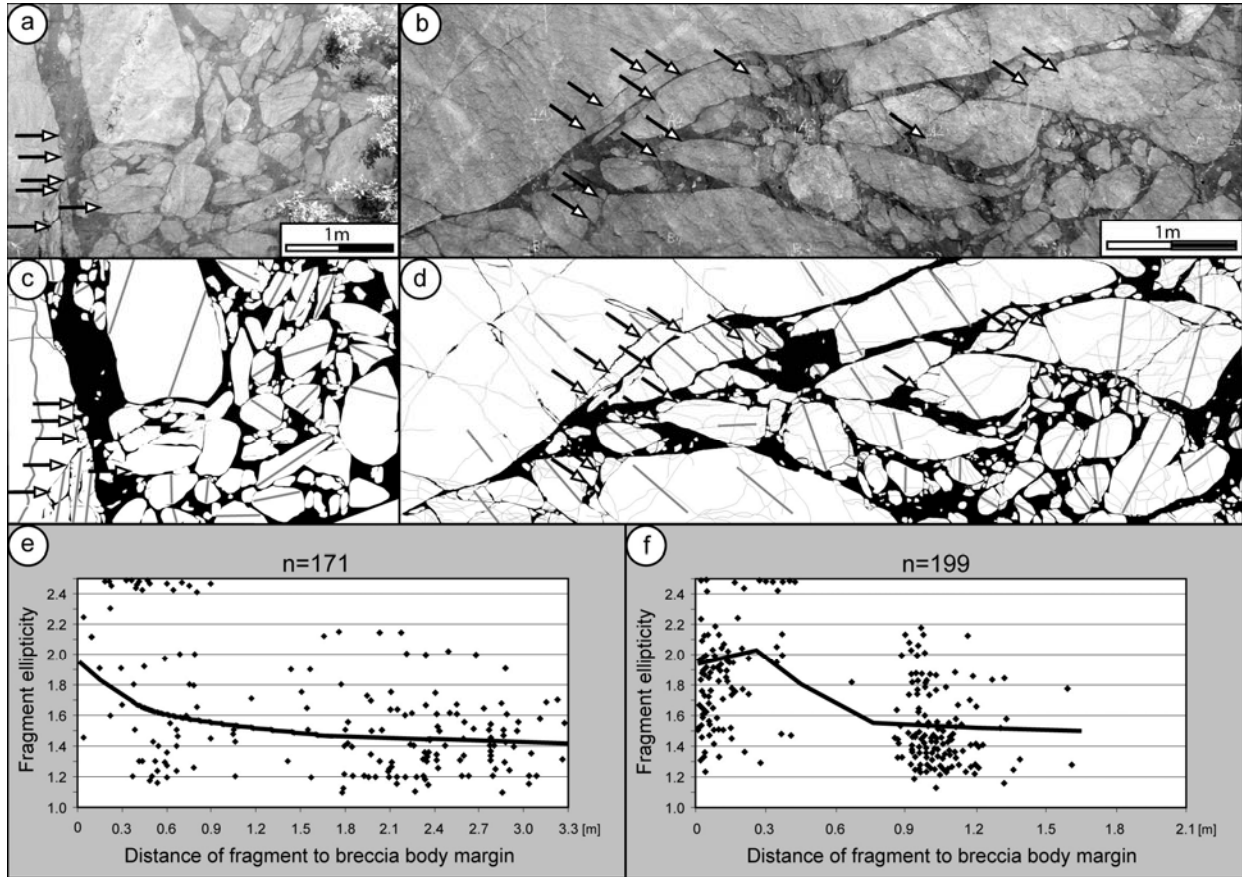 a
b
1m
1m
c
d
e
n=171
Fragment ellipticity
2.4
2.2
2.0
1.8
1.6
1.4
1.2
1.0
0 0.3 0.6 0.9 1.2 1.5 1.8 2.1 2.4 2.7 3.0 3.3 [m]
Distance of fragment to breccia body margin
f
n=199
Fragment ellipticity
2.4
2.2
2.0
1.8
1.6
1.4
1.2
1.0
0 0.3 0.6 0.9 1.2 1.5 1.8 2.1 [m]
Distance of fragment to breccia body margin